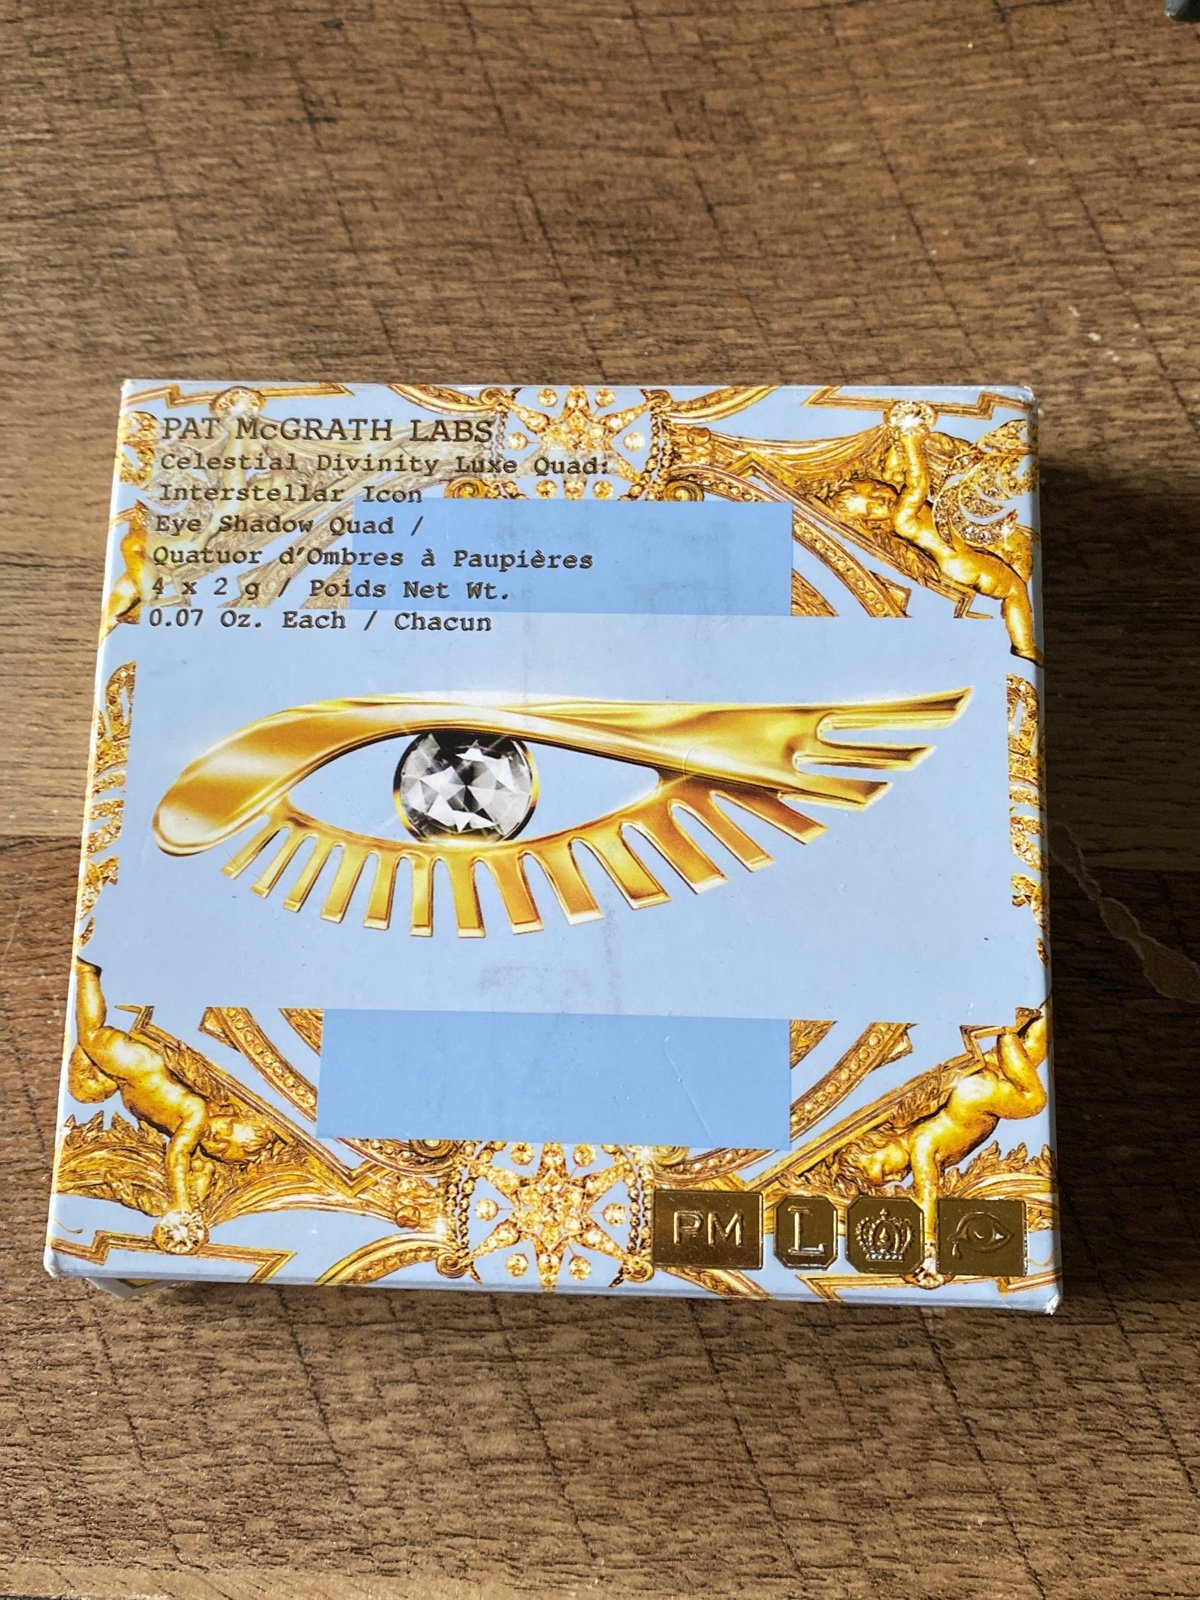 PAT McGRATH LABS
Celestial Divinity Luxe Quad:
Interstellar Icon
Eye Shadow Quad /
Quatuor d'Ombres à Paupières
4 x 2 g / Poids Net Wt.
0.07 Oz. Each / Chacun
PM L